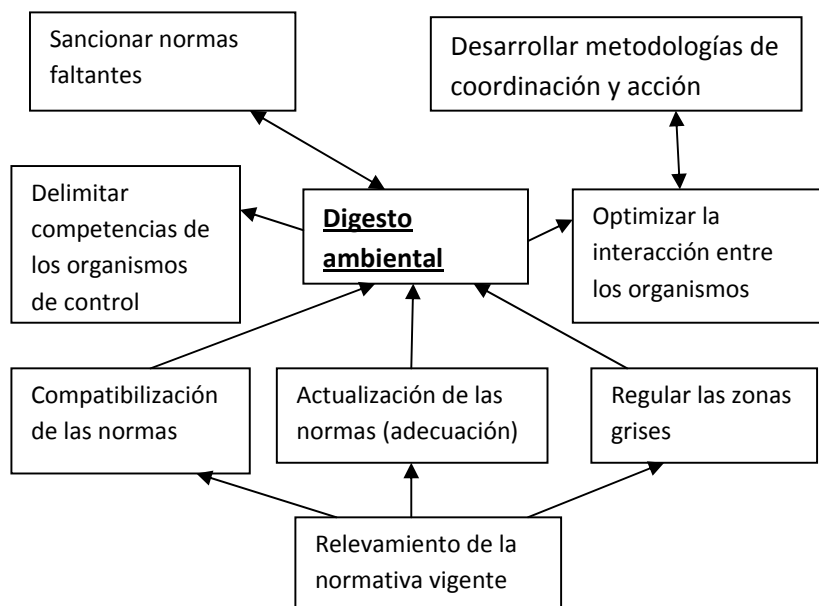 Sancionar normas
faltantes
Desarrollar metodologías de
coordinación y acción
Delimitar
competencias de
los organismos
de control
Digesto
ambiental
Optimizar la
interacción entre
los organismos
Compatibilización
de las normas
Actualización de las
normas (adecuación)
Regular las zonas
grises
Relevamiento de la
normativa vigente